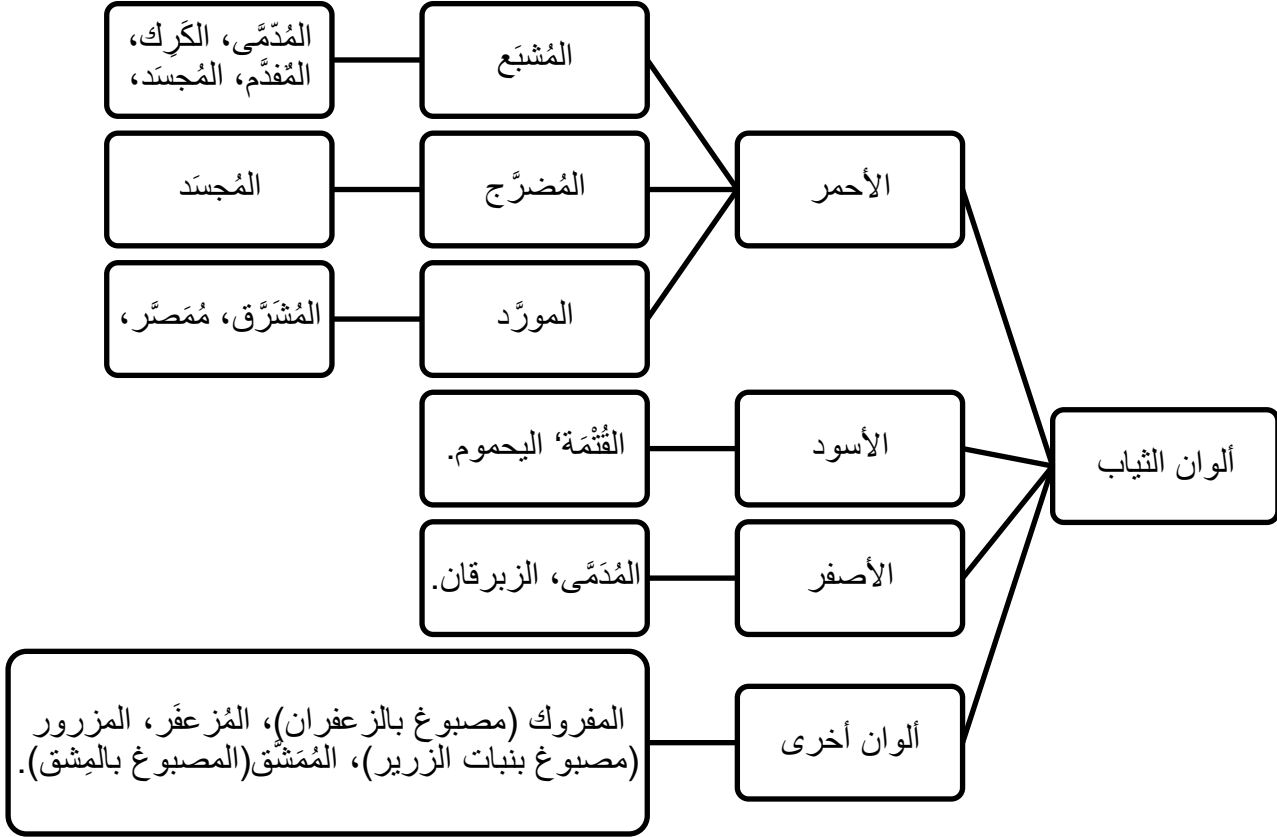 ألوان الثياب
الأحمر
المُشبَع
المُدّمَّى، الكَرِك،
المٌفدَّم، المُجسَد،
المُضرَّج
المُجسَد
المورَّد
المُشَرَّق، مُمَصَّر،
الأسود
القُتْمَة‘ اليحموم.
الأصفر
المُدَمَّى، الزبرقان.
ألوان أخرى
المفروك (مصبوغ بالزعفران)، المُزعفَر، المزرور
(مصبوغ بنبات الزرير)، المُمَشَّق(المصبوغ بالمِشق).